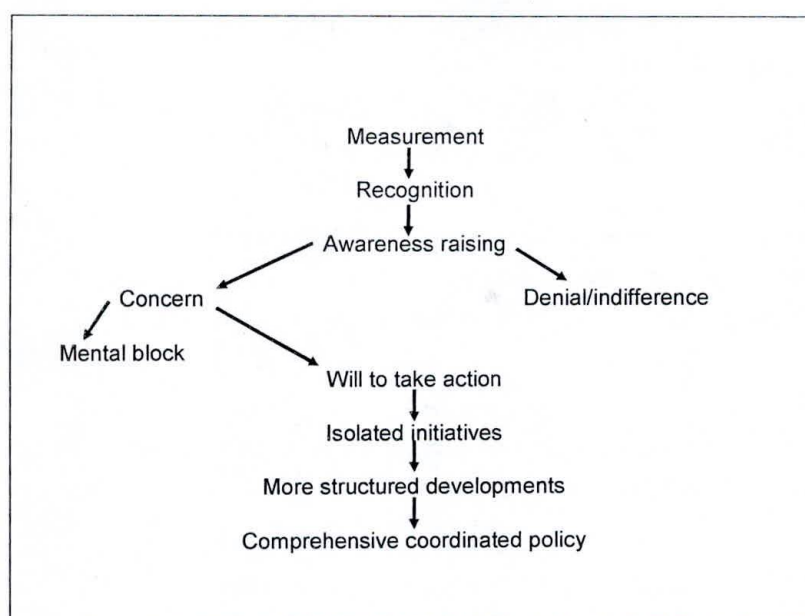 Measurement
Recognition
Awareness raising
Concern
Denial/indifference
Mental block
Will to take action
Isolated initiatives
More structured developments
Comprehensive coordinated policy